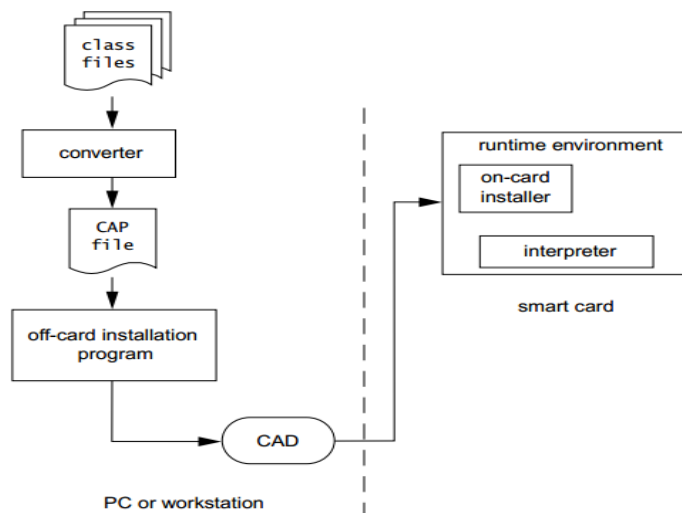 class
files
converter
CAP
file
off-card installation
program
CAD
PC or workstation
runtime environment
on-card
installer
interpreter
smart card